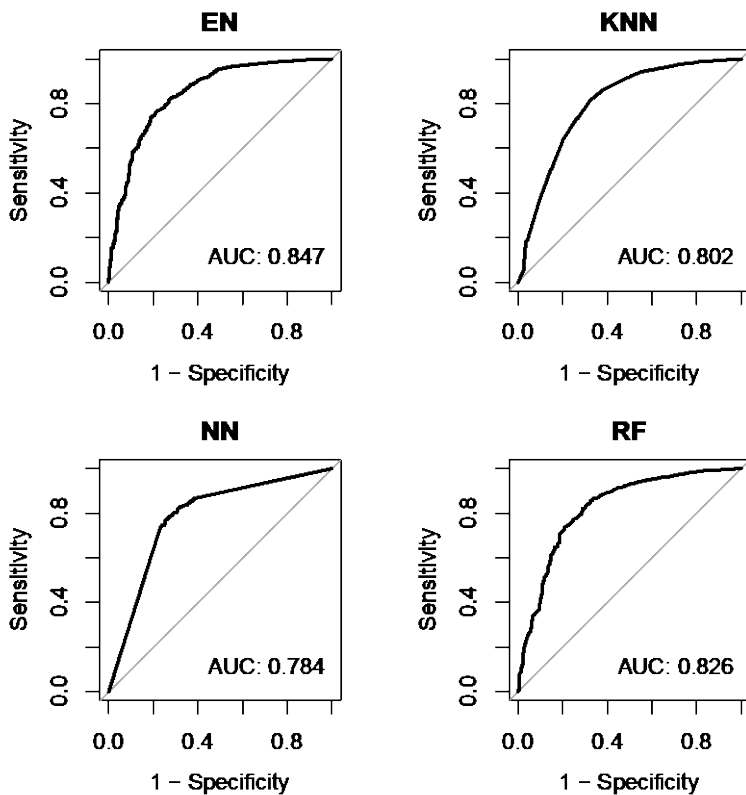 EN
Sensitivity
0.0 0.4 0.8
AUC: 0.847
0.0 0.4 0.8
1 − Specificity
KNN
Sensitivity
0.0 0.4 0.8
AUC: 0.802
0.0 0.4 0.8
1 − Specificity
NN
Sensitivity
0.0 0.4 0.8
AUC: 0.784
0.0 0.4 0.8
1 − Specificity
RF
Sensitivity
0.0 0.4 0.8
AUC: 0.826
0.0 0.4 0.8
1 − Specificity